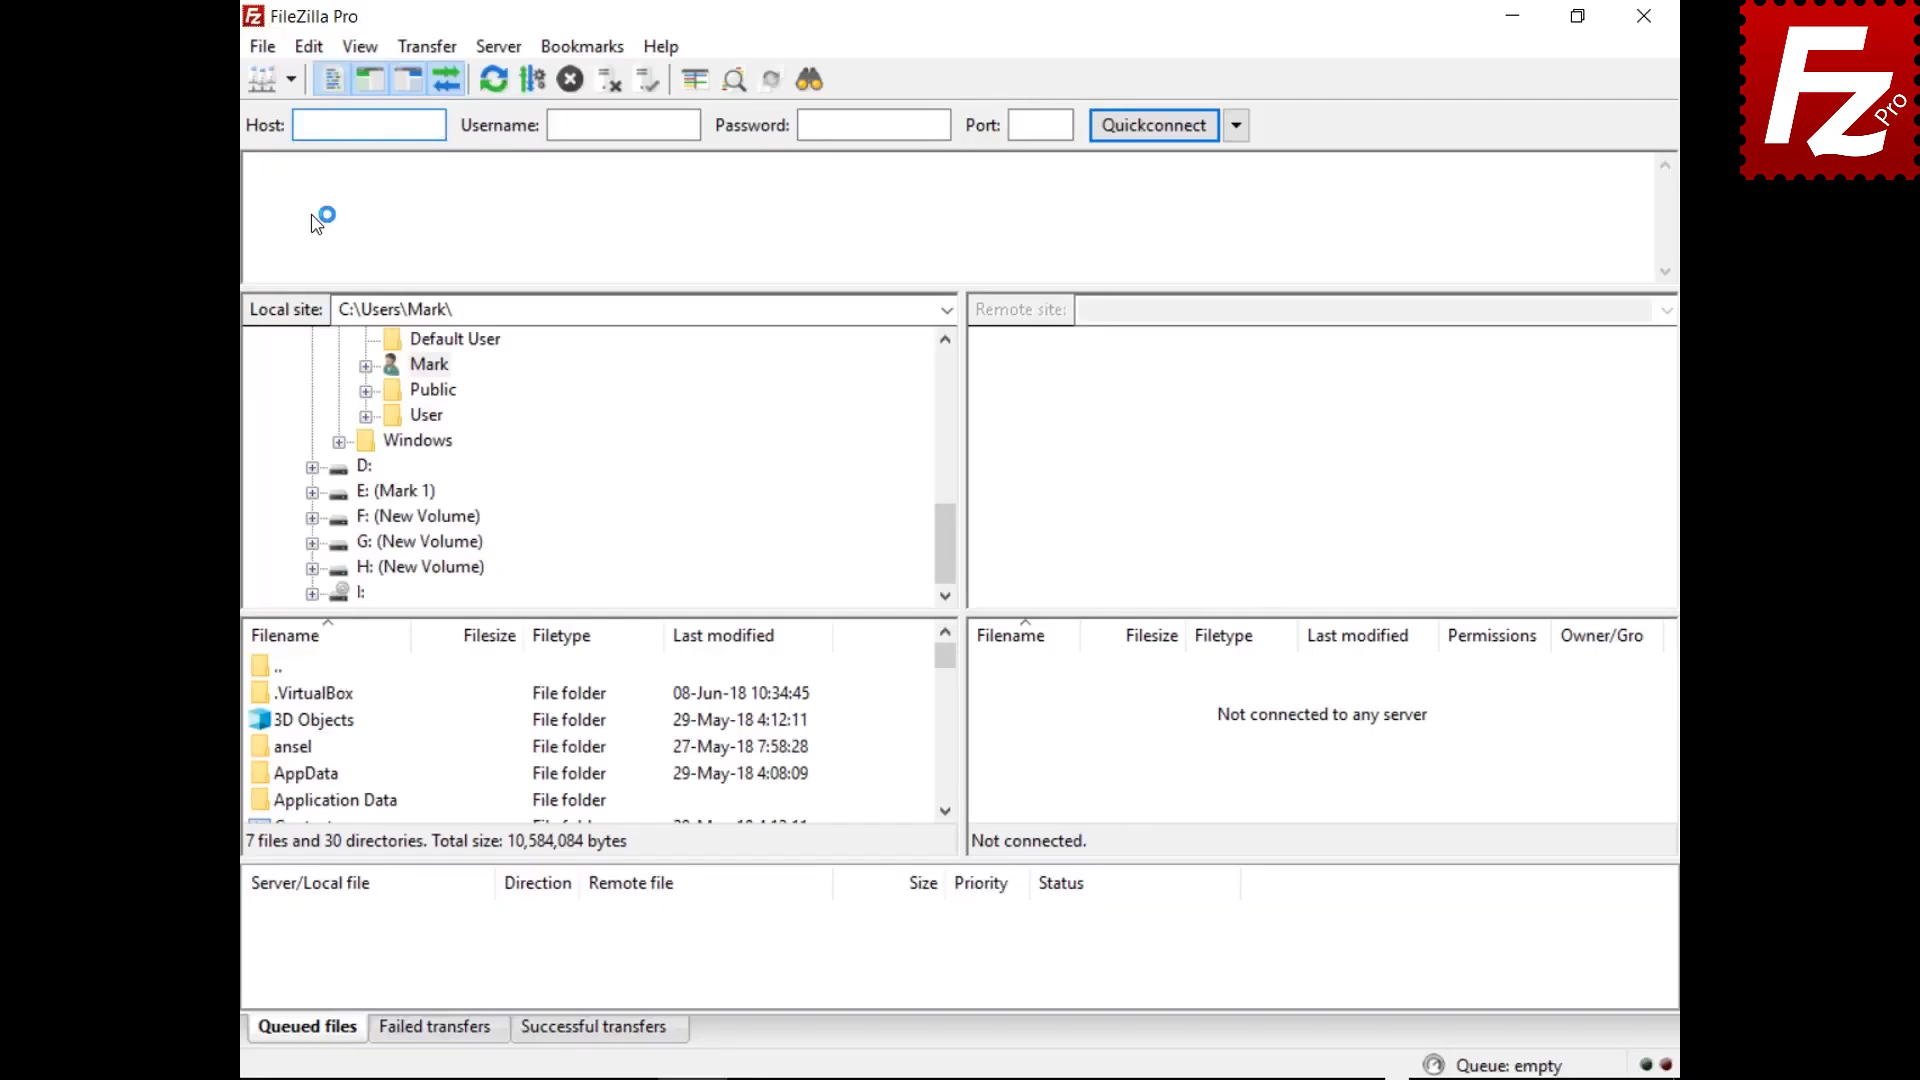 FileZilla Pro
File Edit View Transfer Server Bookmarks Help
Host: Username: Password: Port: Quickconnect
Local site: C:\Users\Mark\
Remote site:
Default User
Mark
Public
User
Windows
D:
E: (Mark 1)
F: (New Volume)
G: (New Volume)
H: (New Volume)
I:
Filename Filesize Filetype Last modified
..
.VirtualBox File folder 08-Jun-18 10:34:45
3D Objects File folder 29-May-18 4:12:11
ansel File folder 27-May-18 7:58:28
AppData File folder 29-May-18 4:08:09
Application Data File folder
7 files and 30 directories. Total size: 10,584,084 bytes
Filename Filesize Filetype Last modified Permissions Owner/Gro
Not connected to any server
Not connected.
Server/Local file Direction Remote file Size Priority Status
Queued files Failed transfers Successful transfers
Queue: empty
FZ Pro